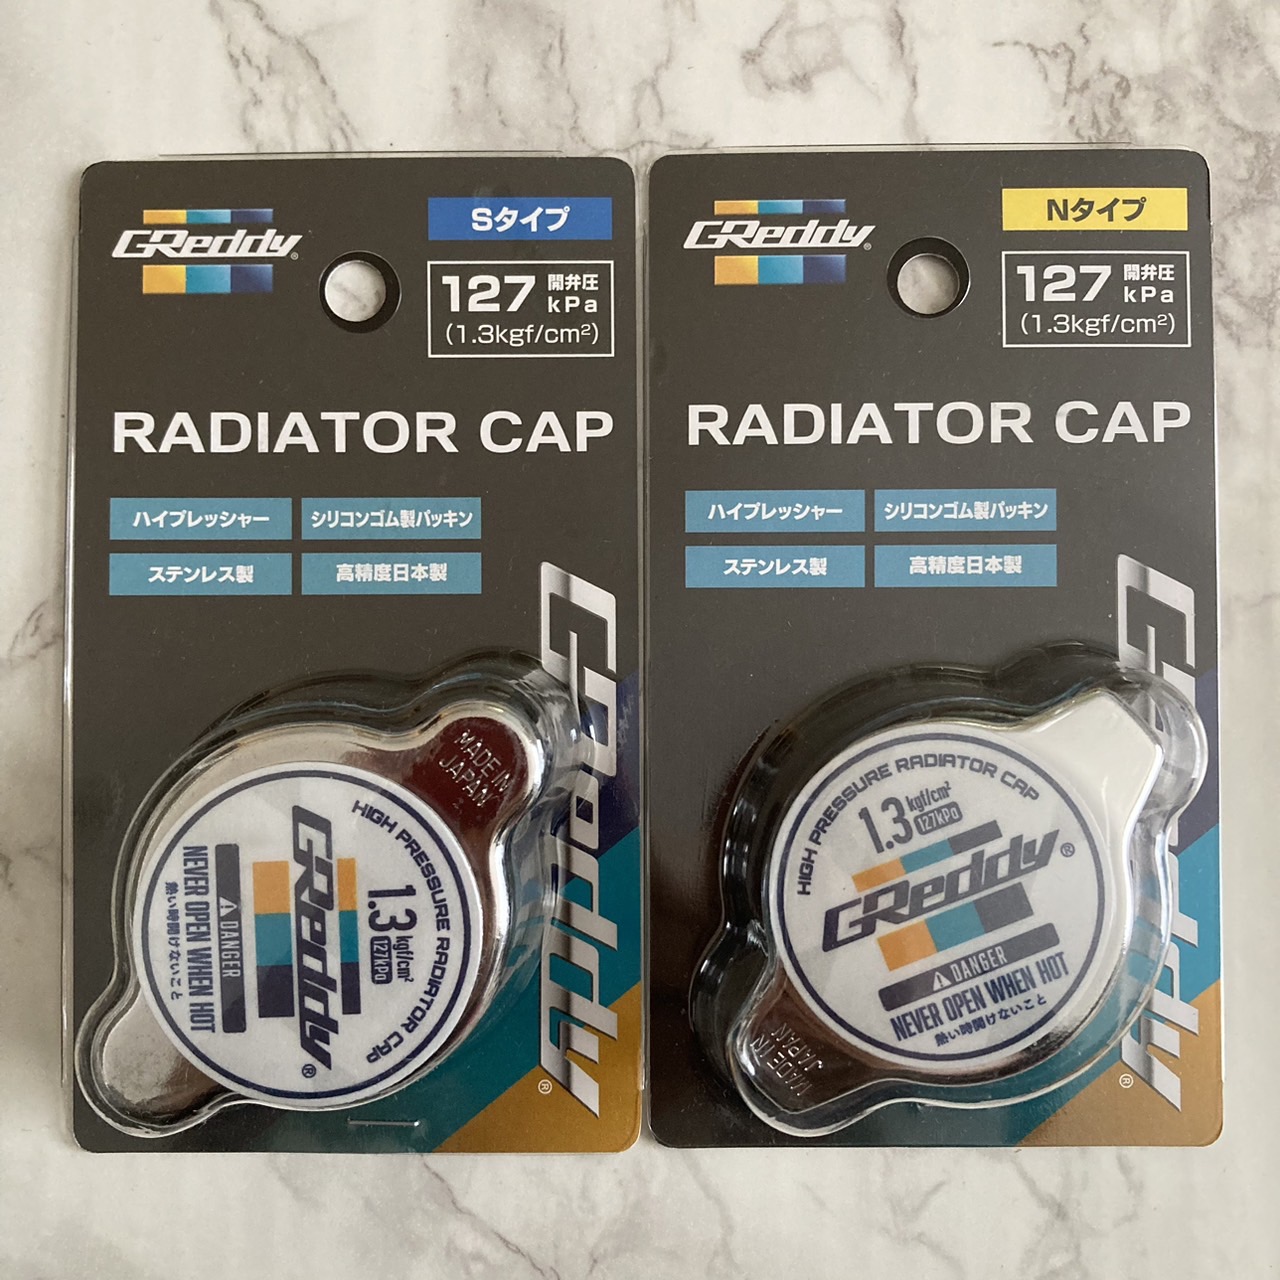 GReddy®
Sタイプ
127 開弁圧 kPa
(1.3kgf/cm²)
RADIATOR CAP
ハイプレッシャー
シリコンゴム製パッキン
ステンレス製
高精度日本製
GReddy®
MADE IN
JAPAN
HIGH PRESSURE RADIATOR CAP
1.3 kgf/cm² 127kPa
GReddy®
DANGER
NEVER OPEN WHEN HOT
熱い時開けないこと
GReddy®
Nタイプ
127 開弁圧 kPa
(1.3kgf/cm²)
RADIATOR CAP
ハイプレッシャー
シリコンゴム製パッキン
ステンレス製
高精度日本製
GReddy®
HIGH PRESSURE RADIATOR CAP
1.3 kgf/cm² 127kPa
GReddy®
DANGER
NEVER OPEN WHEN HOT
熱い時開けないこと
MADE IN
JAPAN